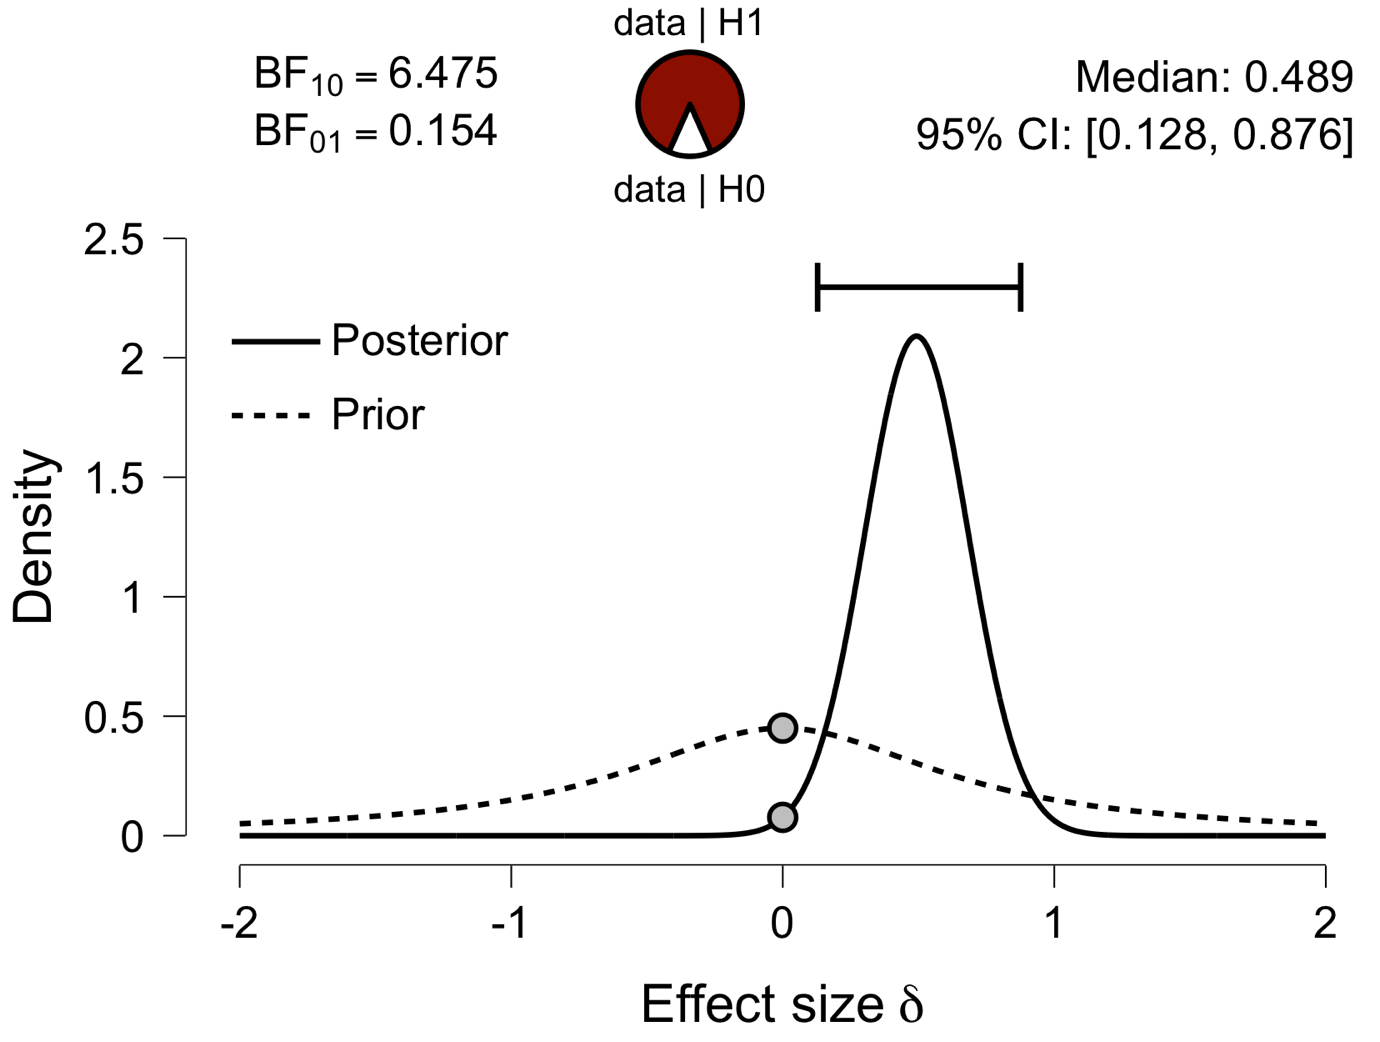 data | H1
BF10 = 6.475
BF01 = 0.154
Median: 0.489
95% CI: [0.128, 0.876]
data | H0
2.5
2
1.5
1
0.5
0
Posterior
Prior
Density
-2 -1 0 1 2
Effect size δ